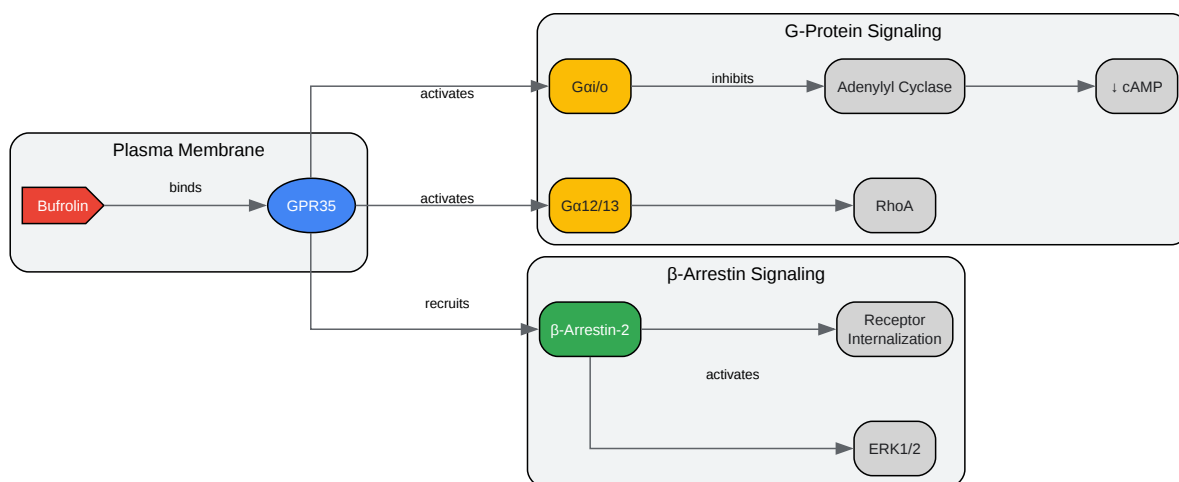 G-Protein Signaling
Gαi/o
inhibits
Adenylyl Cyclase
↓ cAMP
activates
Plasma Membrane
Bufrolin
binds
GPR35
activates
Gα12/13
RhoA
β-Arrestin Signaling
recruits
β-Arrestin-2
Receptor
Internalization
activates
ERK1/2